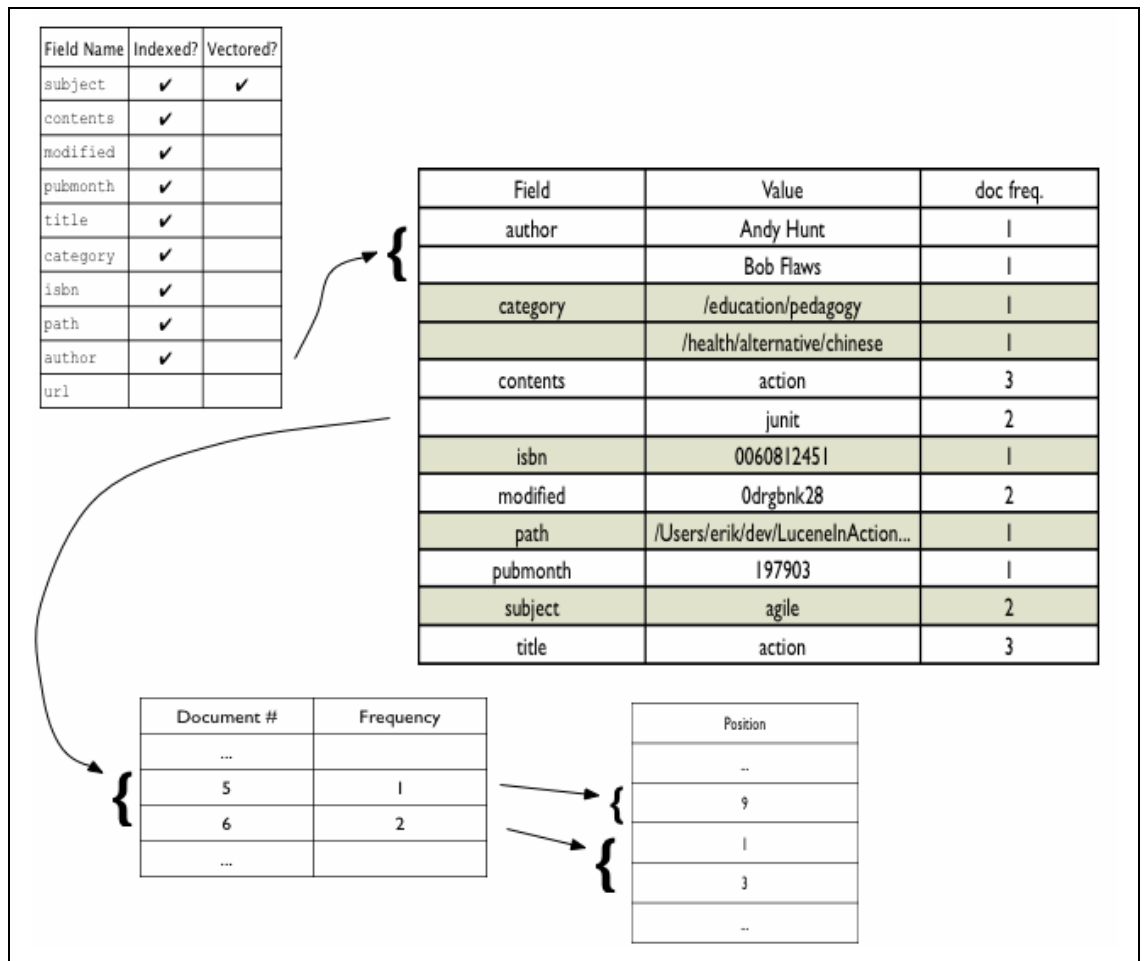 Field Name Indexed? Vectored?
subject ✔ ✔
contents ✔
modified ✔
pubmonth ✔
title ✔
category ✔
isbn ✔
path ✔
author ✔
url
Field Value doc freq.
author Andy Hunt 1
Bob Flaws 1
category /education/pedagogy 1
/health/alternative/chinese 1
contents action 3
junit 2
isbn 0060812451 1
modified 0drgbnk28 2
path /Users/erik/dev/LuceneInAction... 1
pubmonth 197903 1
subject agile 2
title action 3
Document # Frequency
...
5 1
6 2
...
Position
...
9
1
3
...